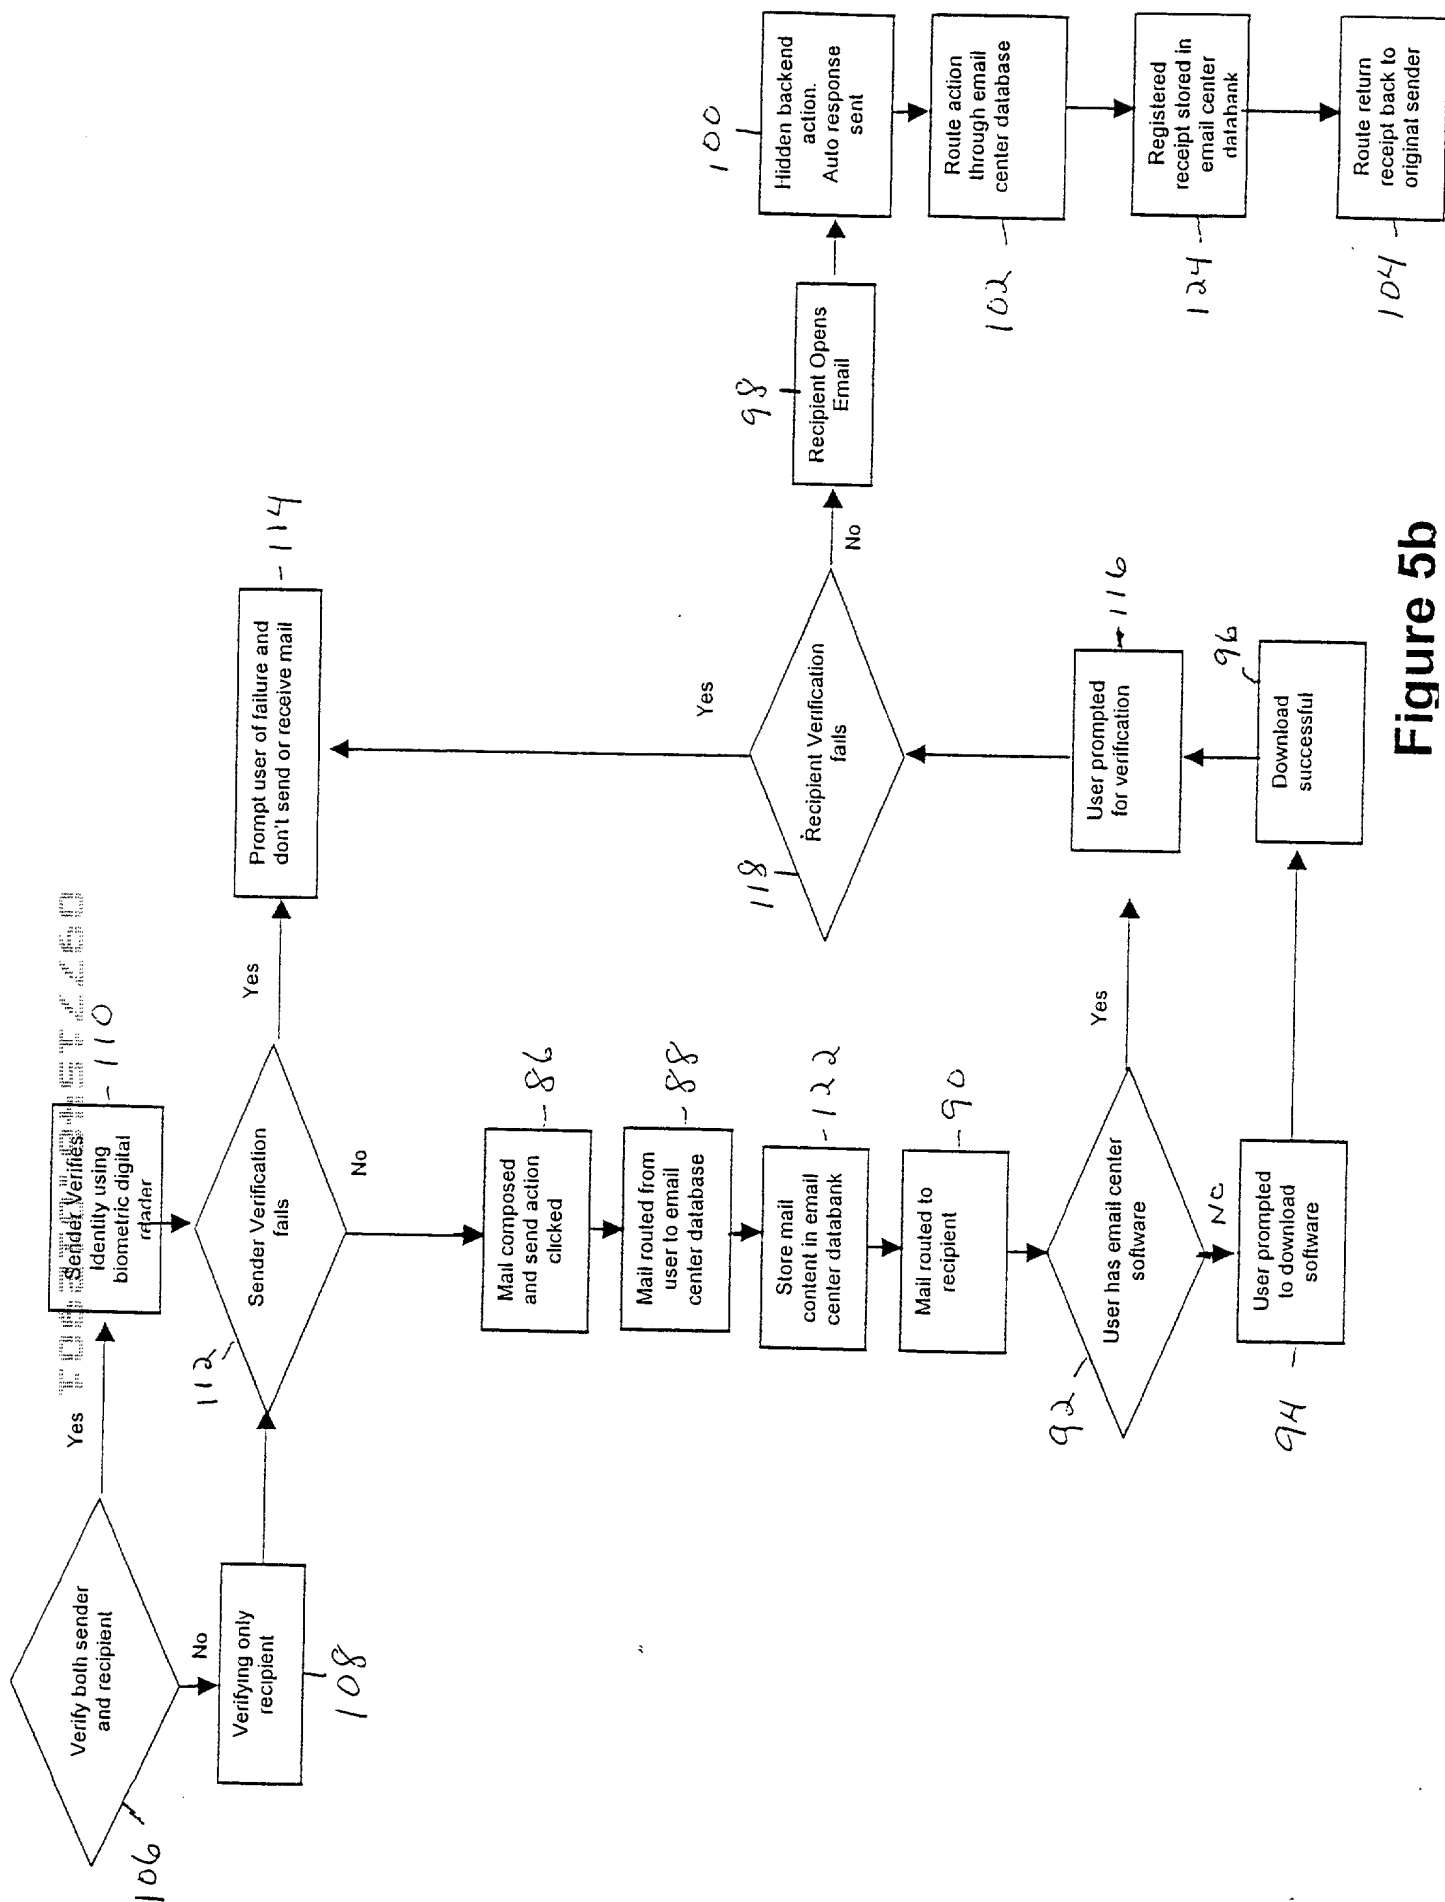 Verify both sender
and recipient
106
Yes
No
Verifying only
recipient
108
Sender Verifies
Identity using
biometric digital
reader
110
Sender Verification
fails
112
Yes
No
Prompt user of failure and
don't send or receive mail
114
Mail composed
and send action
clicked
86
Mail routed from
user to email
center database
88
Store mail
content in email
center databank
122
Mail routed to
recipient
90
User has email center
software
92
Yes
No
User prompted
to download
software
94
Download
successful
96
User prompted
for verification
116
Recipient Verification
fails
118
Yes
No
Recipient Opens
Email
98
Hidden backend
action.
Auto response
sent
100
Route action
through email
center database
102
Registered
receipt stored in
email center
databank
124
Route return
receipt back to
original sender
104
Figure 5b